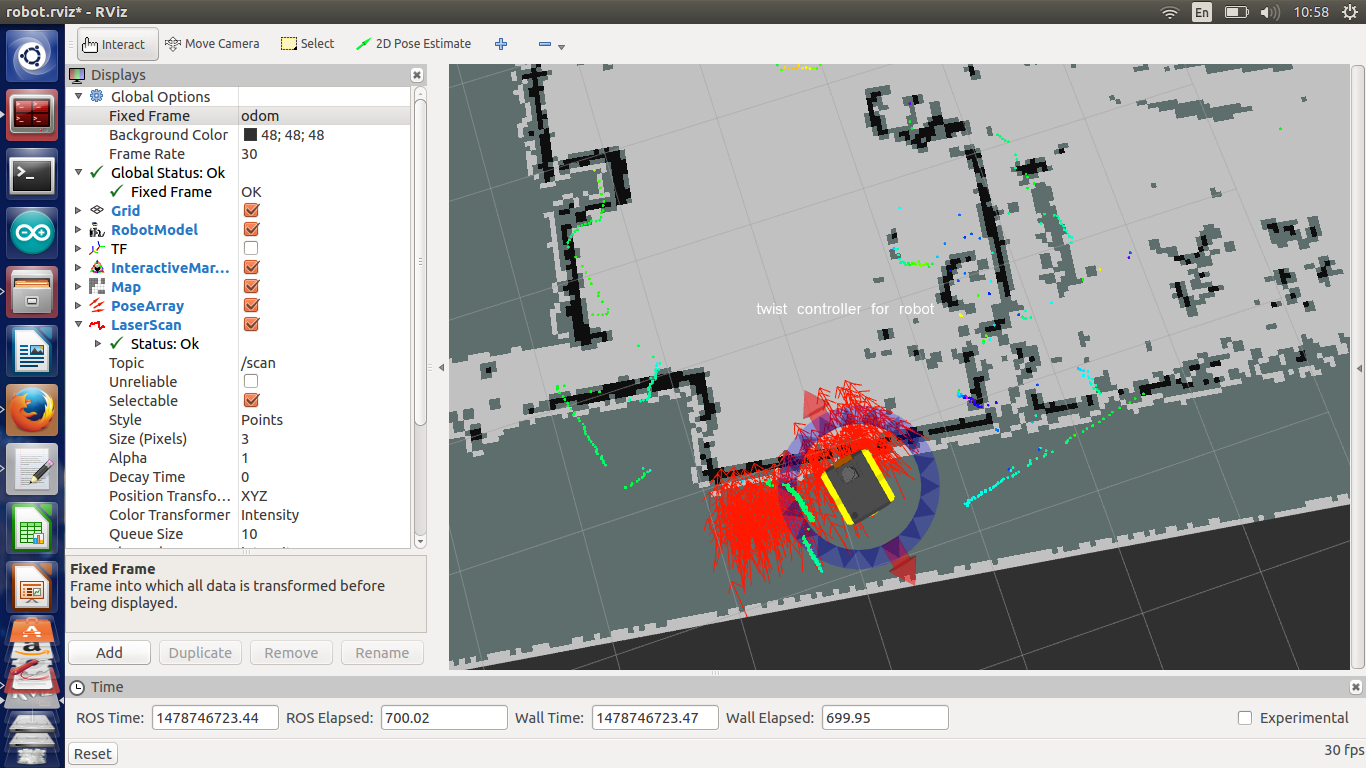 robot.rviz* - RViz
En
10:58
Interact
Move Camera
Select
2D Pose Estimate
Displays
Global Options
Fixed Frame odom
Background Color 48; 48; 48
Frame Rate 30
Global Status: Ok
Fixed Frame OK
Grid
RobotModel
TF
InteractiveMar...
Map
PoseArray
LaserScan
Status: Ok
Topic /scan
Unreliable
Selectable
Style Points
Size (Pixels) 3
Alpha 1
Decay Time 0
Position Transfo... XYZ
Color Transformer Intensity
Queue Size 10
Fixed Frame
Frame into which all data is transformed before
being displayed.
Add
Duplicate
Remove
Rename
twist controller for robot
Time
ROS Time: 1478746723.44 ROS Elapsed: 700.02 Wall Time: 1478746723.47 Wall Elapsed: 699.95 Experimental
Reset
30 fps